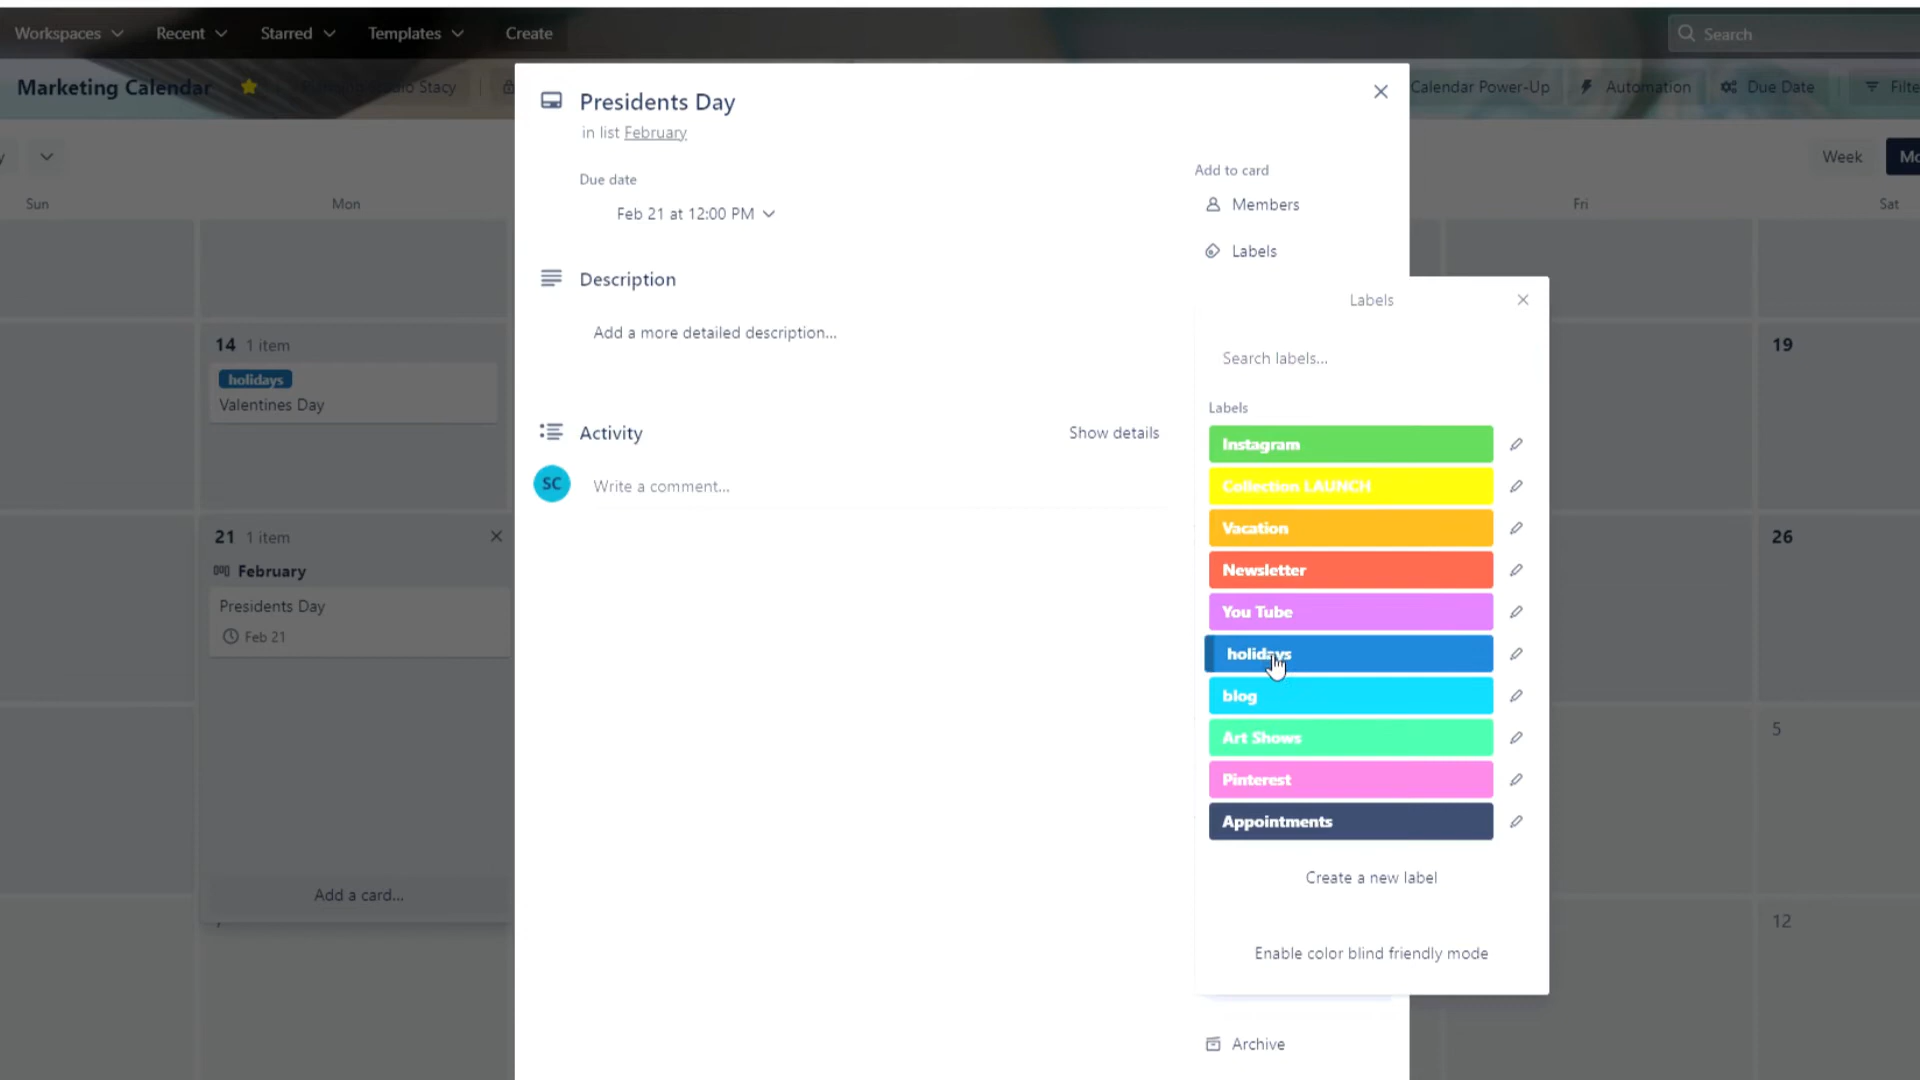 Workspaces Recent Starred Templates Create Search
Marketing Calendar Stacy Calendar Power-Up Automation Due Date
Week
Sun Mon Fri Sat
14 1 item
holidays
Valentines Day
19
21 1 item
February
Presidents Day
Feb 21
Add a card...
26
5
12
Presidents Day
in list February
Due date
Feb 21 at 12:00 PM
Description
Add a more detailed description...
Activity Show details
SC Write a comment...
Add to card
Members
Labels
Labels
Search labels...
Labels
Instagram
Collection LAUNCH
Vacation
Newsletter
You Tube
holidays
blog
Art Shows
Pinterest
Appointments
Create a new label
Enable color blind friendly mode
Archive